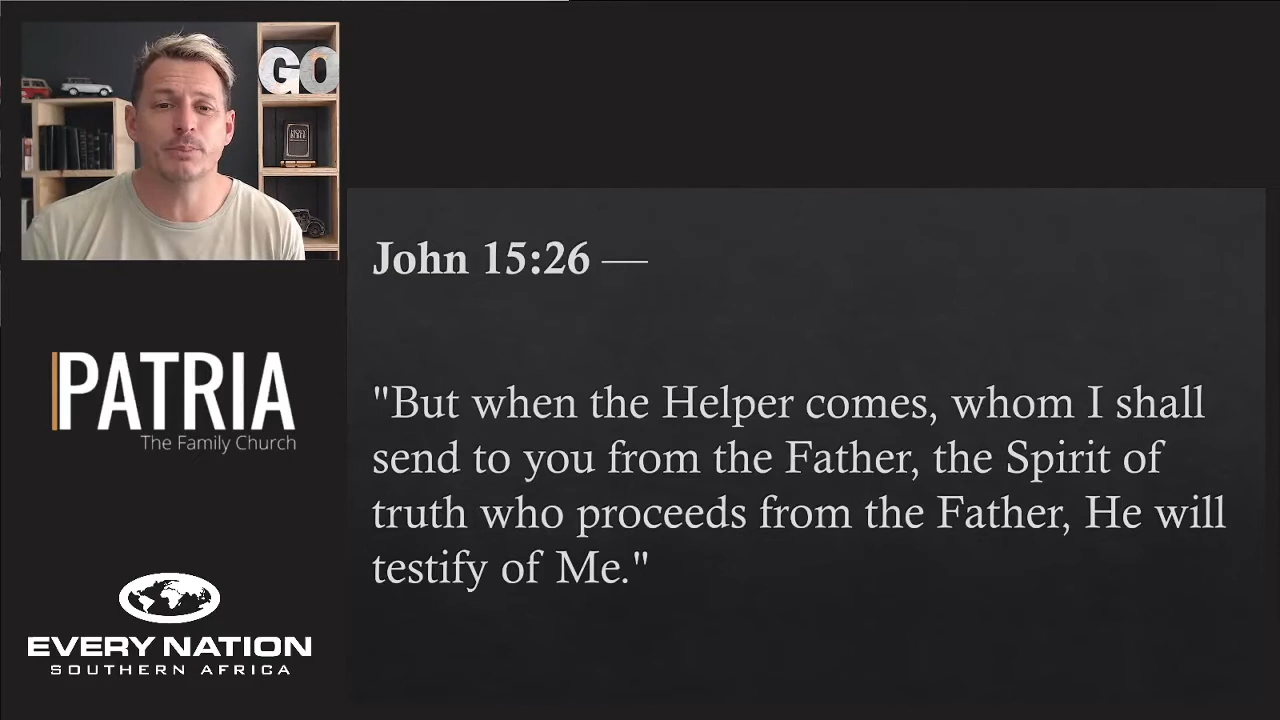 GO
HOLY BIBLE
John 15:26 —
"But when the Helper comes, whom I shall
send to you from the Father, the Spirit of
truth who proceeds from the Father, He will
testify of Me."
PATRIA
The Family Church
EVERY NATION
SOUTHERN AFRICA